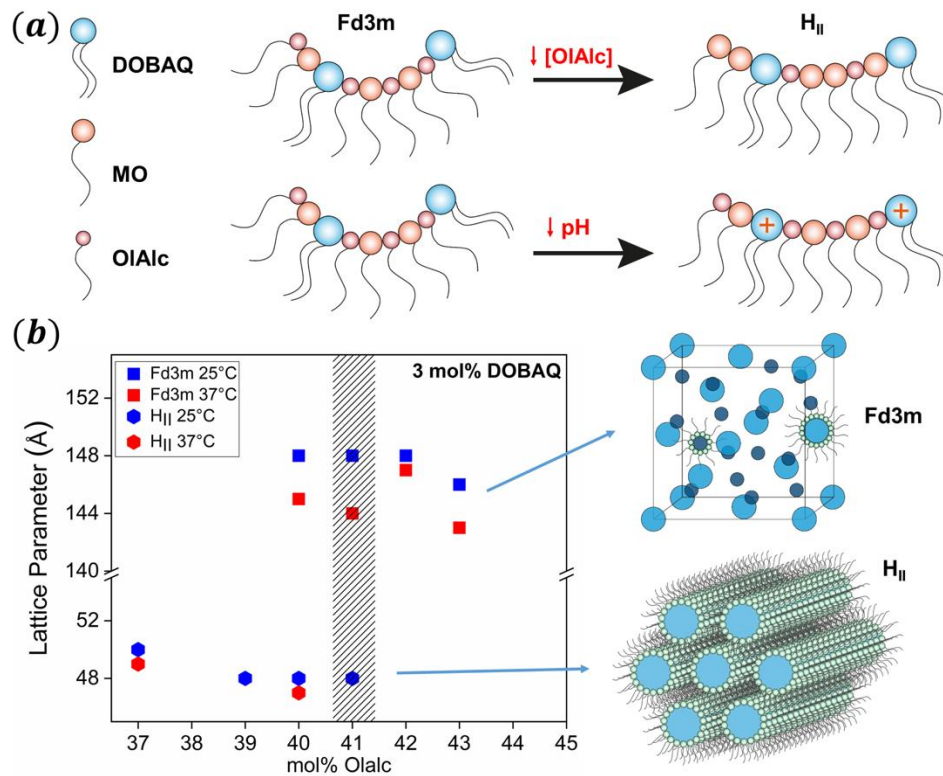 (a)
DOBAQ
MO
OlAlc
Fd3m
↓ [OlAlc]
H_II
↓ pH
+
+
(b)
Lattice Parameter (Å)
152
148
144
140
50
48
Fd3m 25°C
Fd3m 37°C
H_II 25°C
H_II 37°C
3 mol% DOBAQ
37 38 39 40 41 42 43 44 45
mol% Olalc
Fd3m
H_II